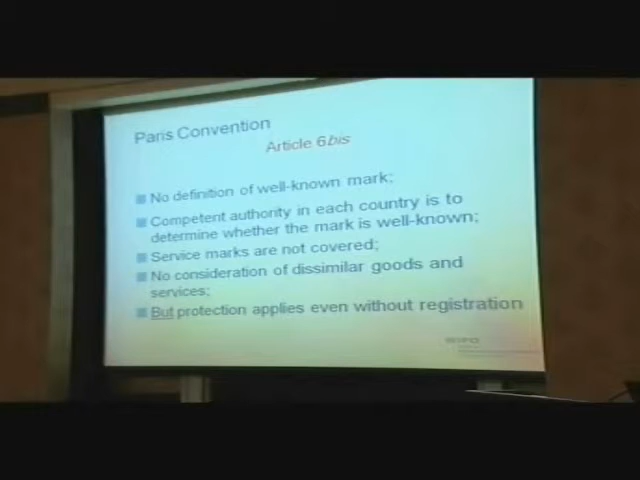 Paris Convention
Article 6bis
No definition of well-known mark;
Competent authority in each country is to
determine whether the mark is well-known;
Service marks are not covered;
No consideration of dissimilar goods and
services;
But protection applies even without registration